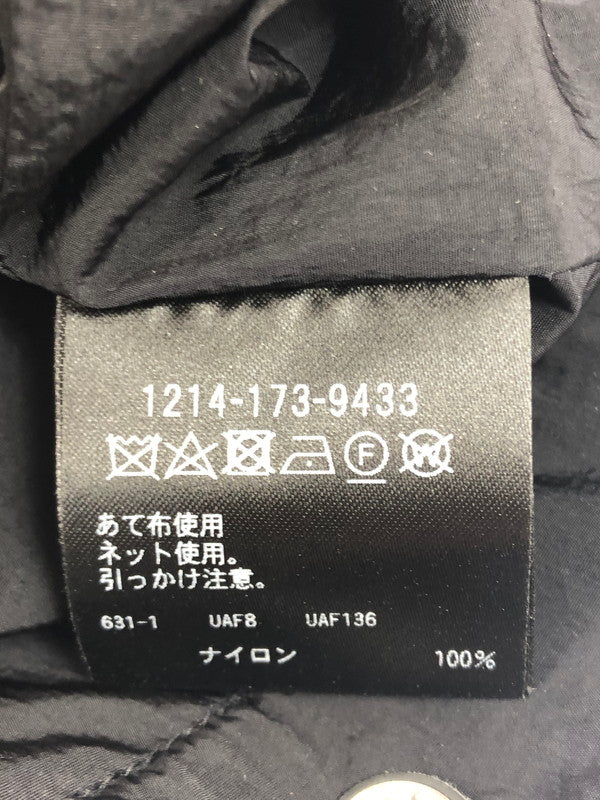 1214-173-9433
F W
あて布使用
ネット使用。
引っかけ注意。
631-1 UAF8 UAF136
ナイロン 100%